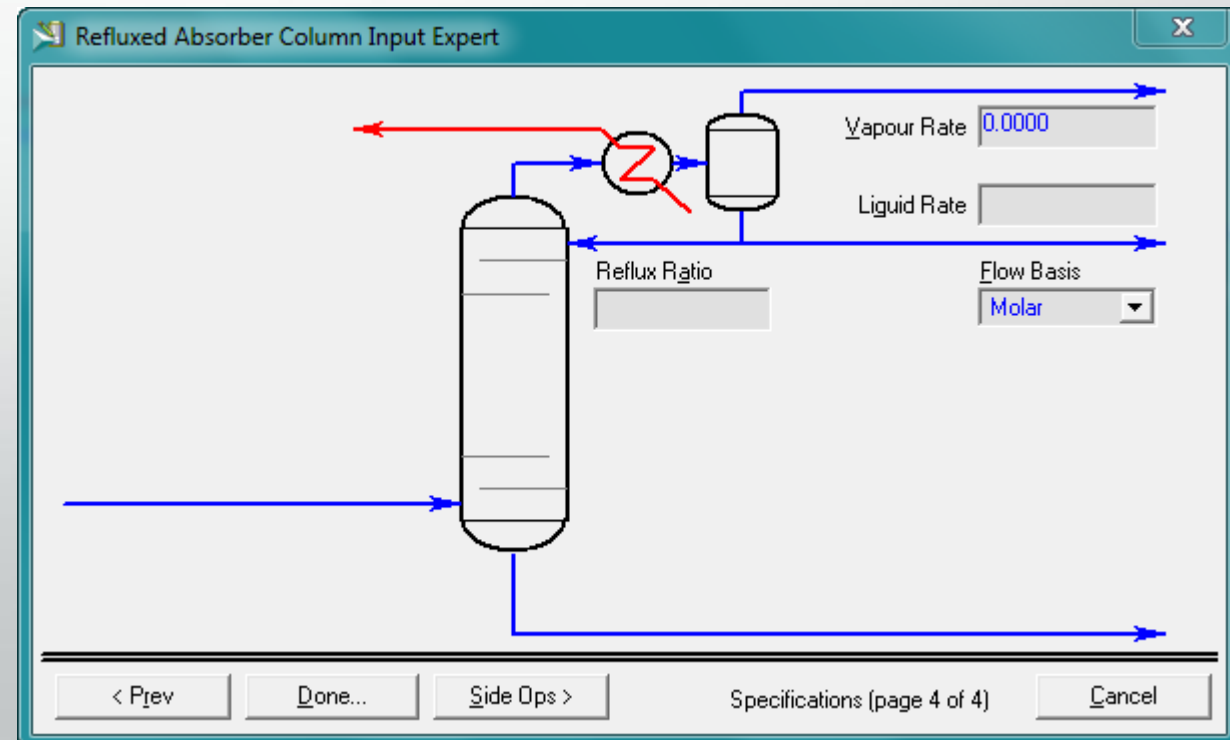 Refluxed Absorber Column Input Expert
X
Vapour Rate 0.0000
Liguid Rate
Reflux Ratio
Flow Basis
Molar
< Prev
Done...
Side Ops >
Specifications (page 4 of 4)
Cancel